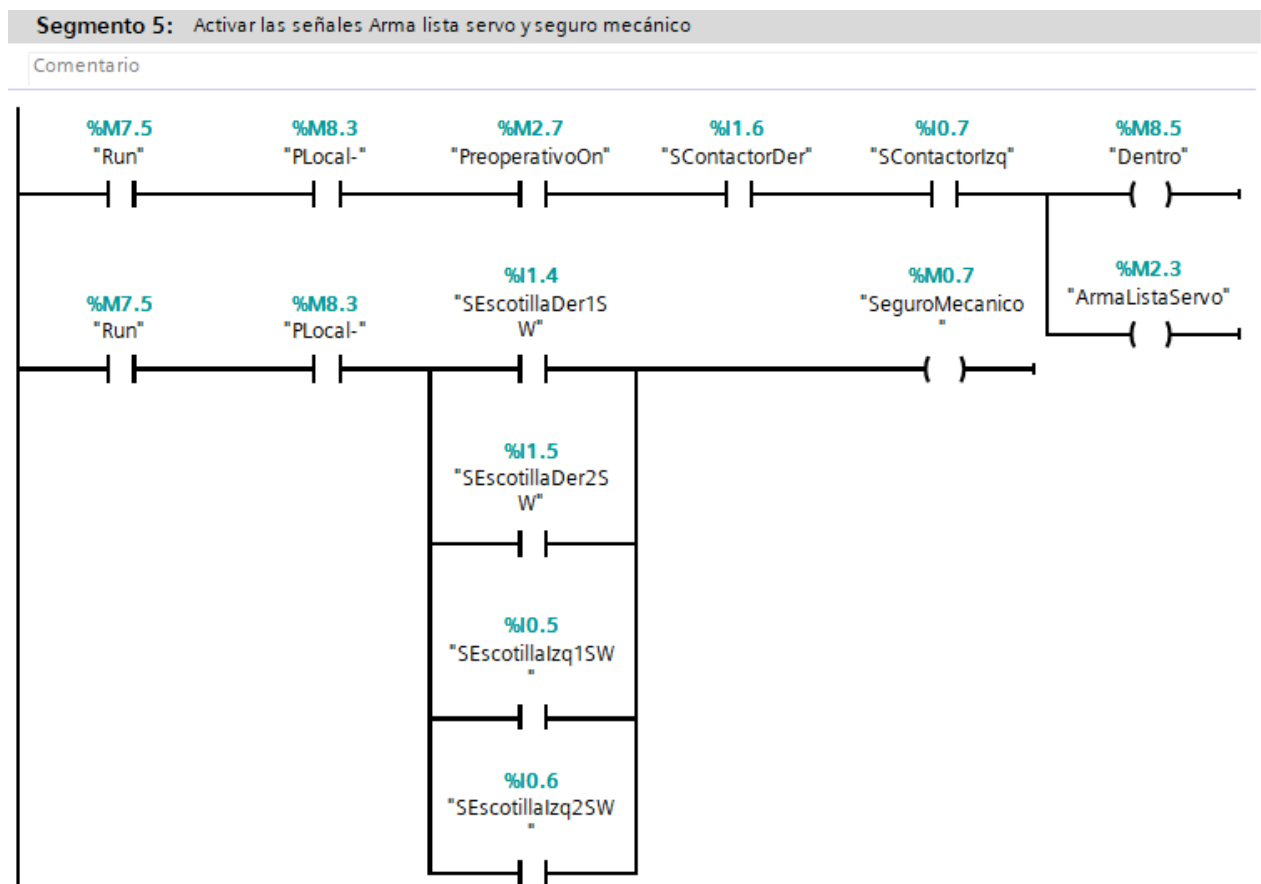 Segmento 5: Activar las señales Arma lista servo y seguro mecánico
Comentario
%M7.5 %M8.3 %M2.7 %I1.6 %I0.7 %M8.5
"Run" "PLocal-" "PreoperativoOn" "SContactorDer" "SContactorIzq" "Dentro"
%M2.3
"ArmaListaServo"
%M7.5 %M8.3 %I1.4 %M0.7
"Run" "PLocal-" "SEscotillaDer1S
W"
"SeguroMecanico
"
%I1.5
"SEscotillaDer2S
W"
%I0.5
"SEscotillaIzq1SW
"
%I0.6
"SEscotillaIzq2SW
"